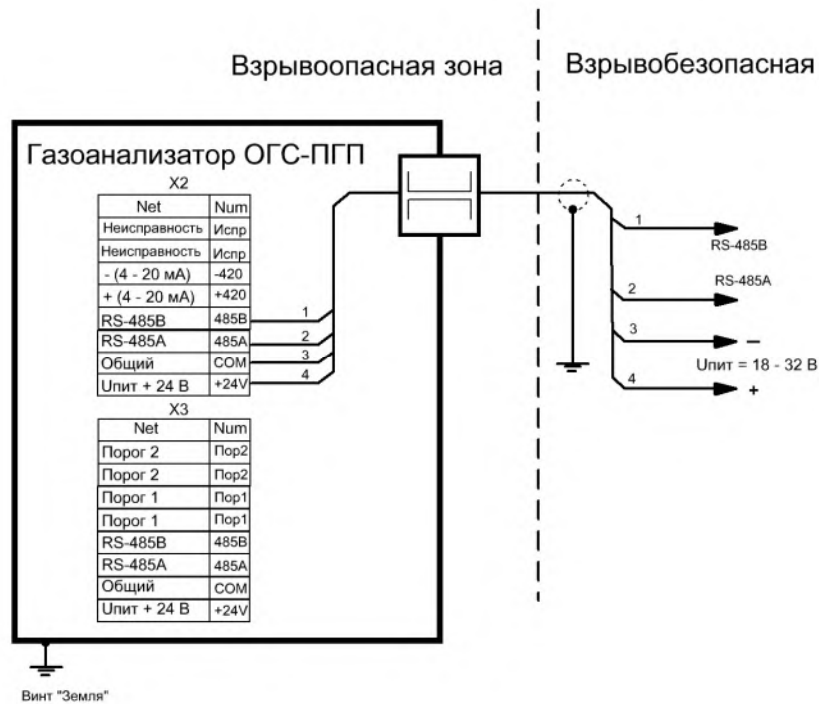 Взрывоопасная зона
Взрывобезопасная
Газоанализатор ОГС-ПГП
X2
Net Num
Неисправность Испр
Неисправность Испр
- (4 - 20 мА) -420
+ (4 - 20 мА) +420
RS-485B 485B
RS-485A 485A
Общий COM
Uпит + 24 В +24V
1
2
3
4
X3
Net Num
Порог 2 Пор2
Порог 2 Пор2
Порог 1 Пор1
Порог 1 Пор1
RS-485B 485B
RS-485A 485A
Общий COM
Uпит + 24 В +24V
1
RS-485B
RS-485A
2
3 –
Uпит = 18 - 32 В
4 +
Винт "Земля"